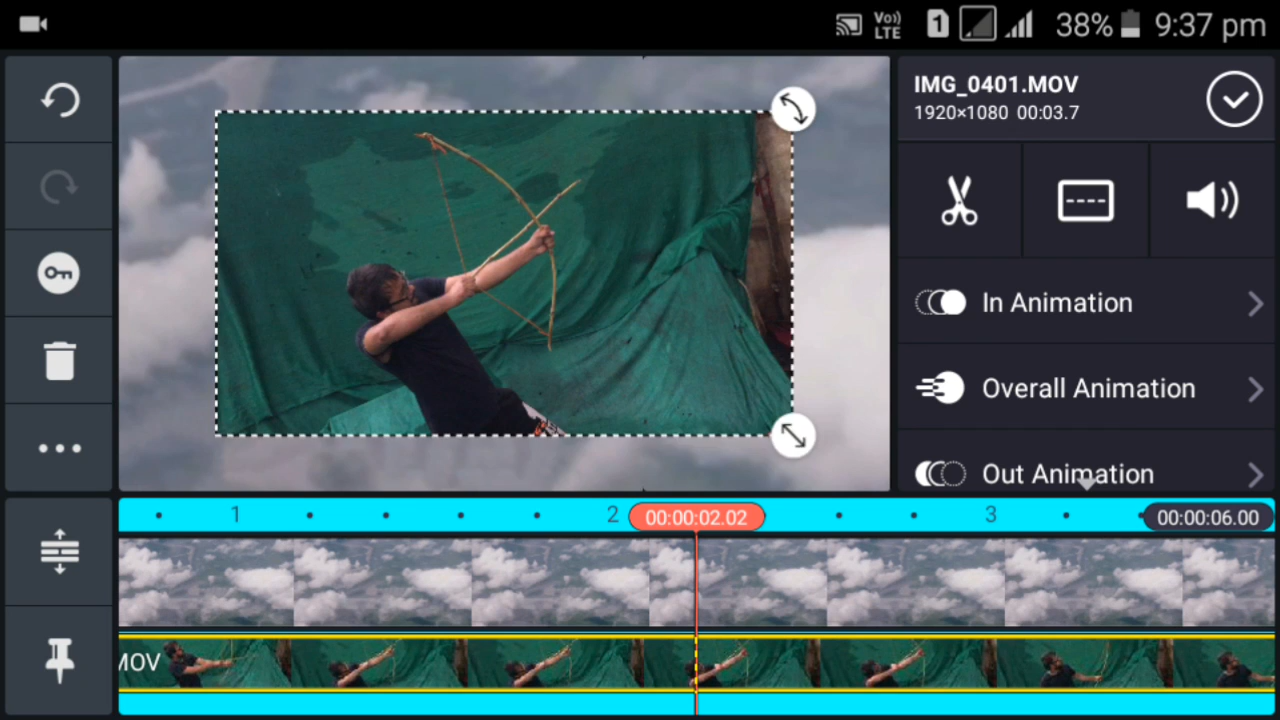 Vo))
LTE
1
38%
9:37 pm
IMG_0401.MOV
1920×1080 00:03.7
In Animation
Overall Animation
Out Animation
1
2
00:00:02.02
3
00:00:06.00
MOV